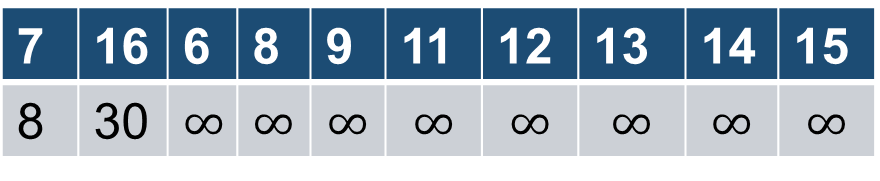 7 16 6 8 9 11 12 13 14 15
8 30 ∞ ∞ ∞ ∞ ∞ ∞ ∞ ∞